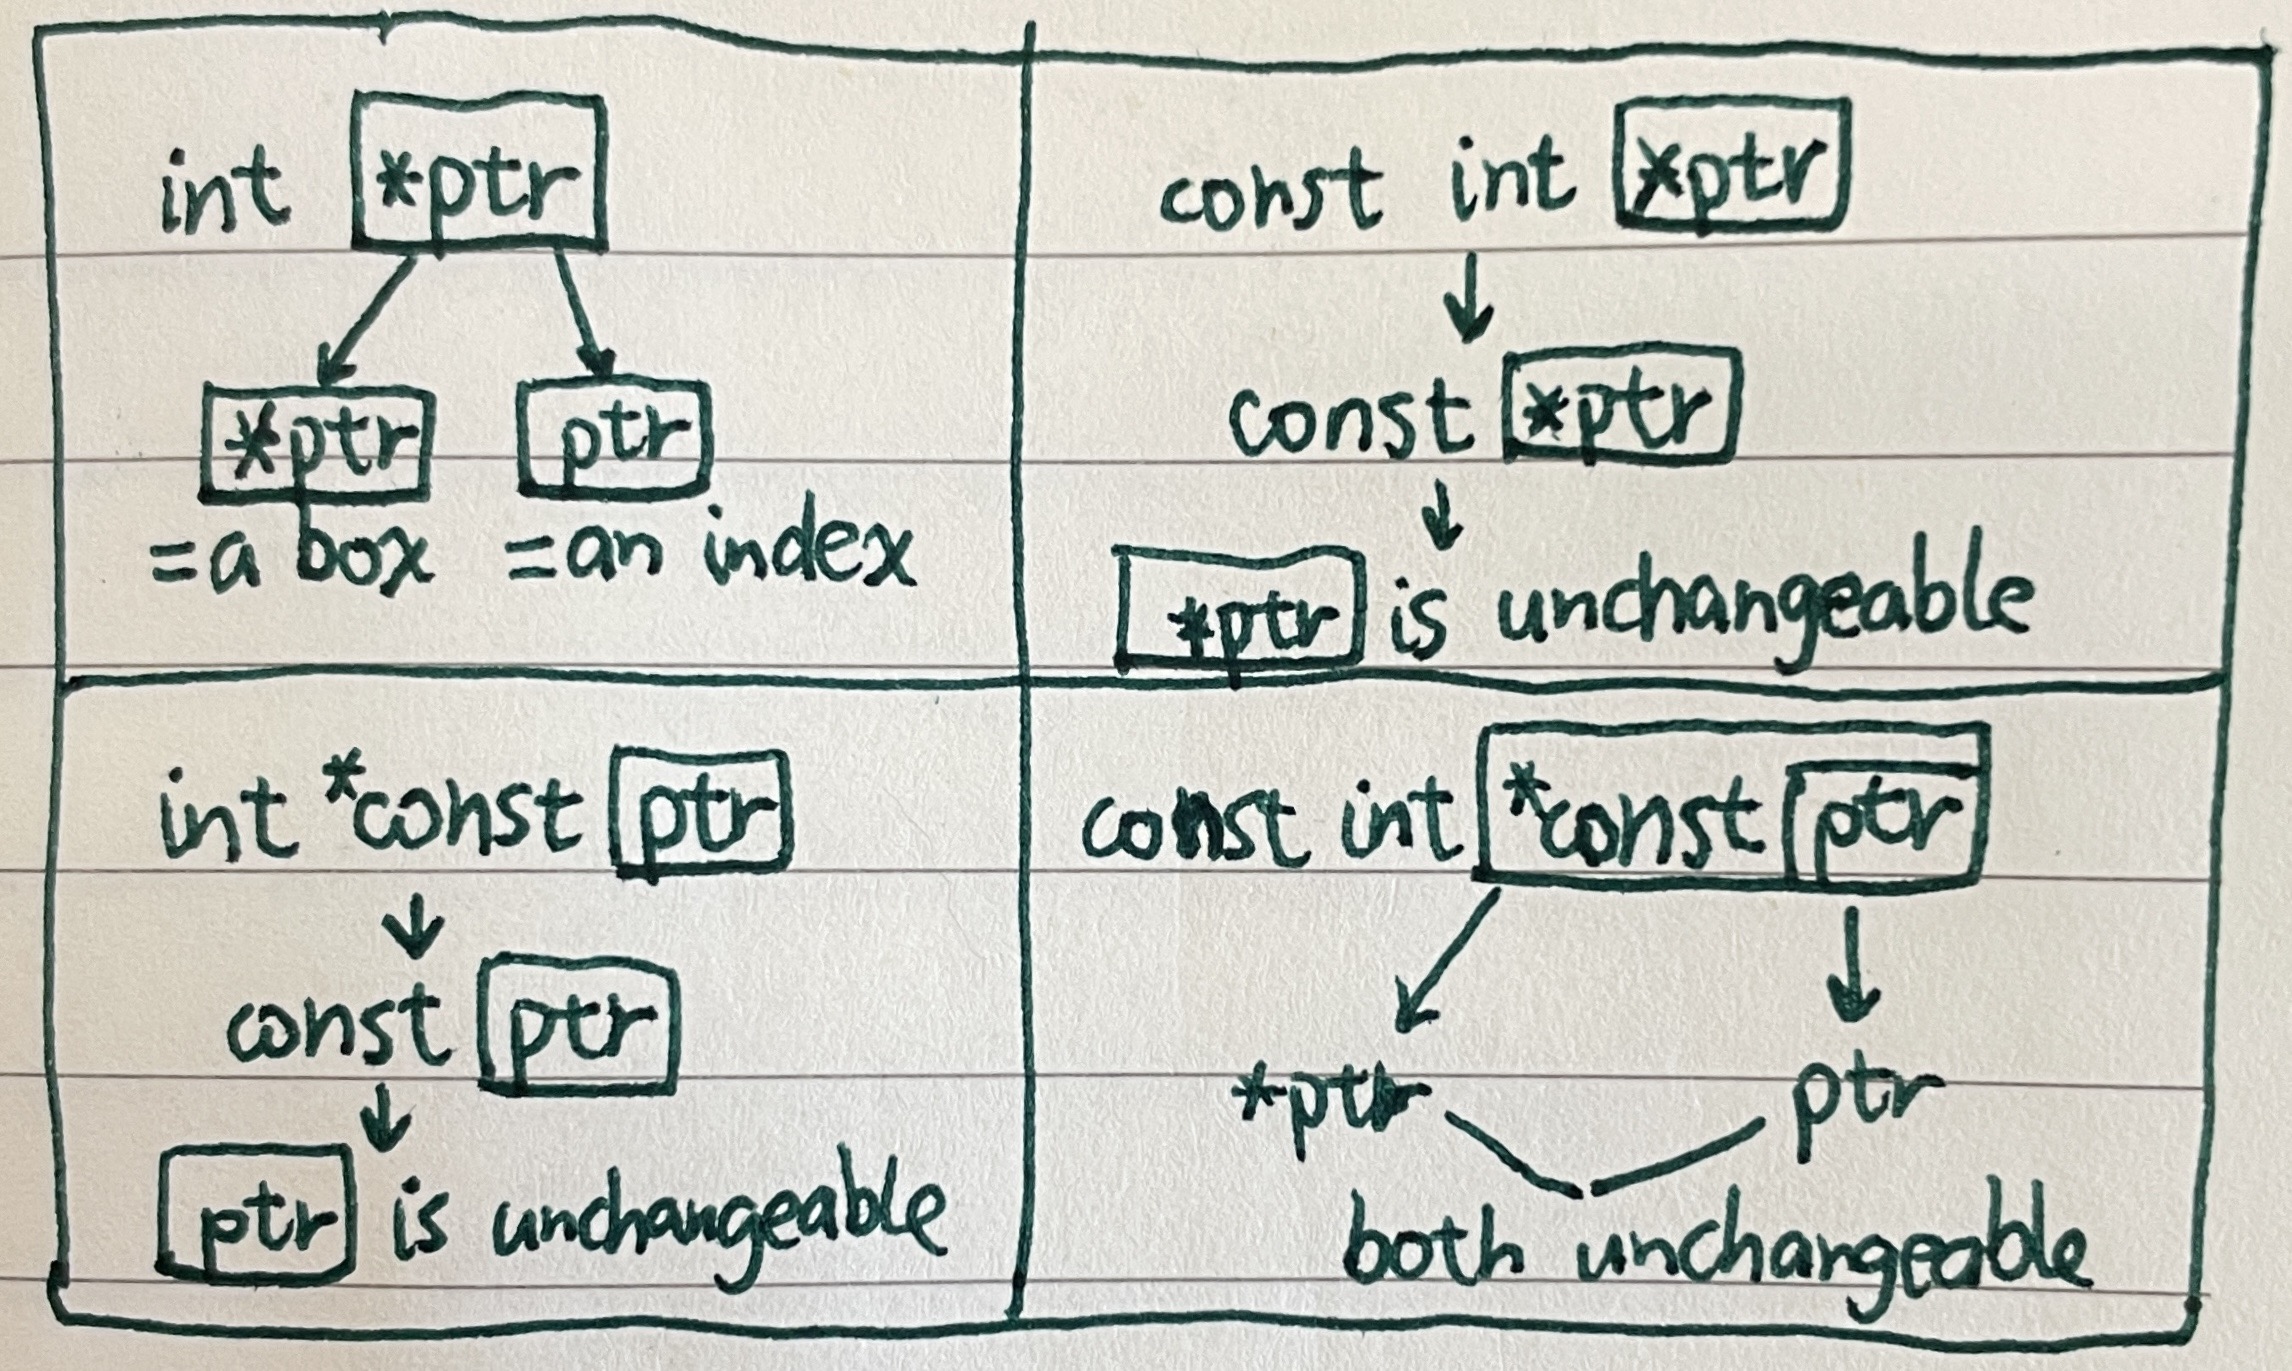 int *ptr
*ptr ptr
=a box =an index
const int *ptr
const *ptr
*ptr is unchangeable
int *const ptr
const ptr
ptr is unchangeable
const int *const ptr
*ptr ptr
both unchangeable